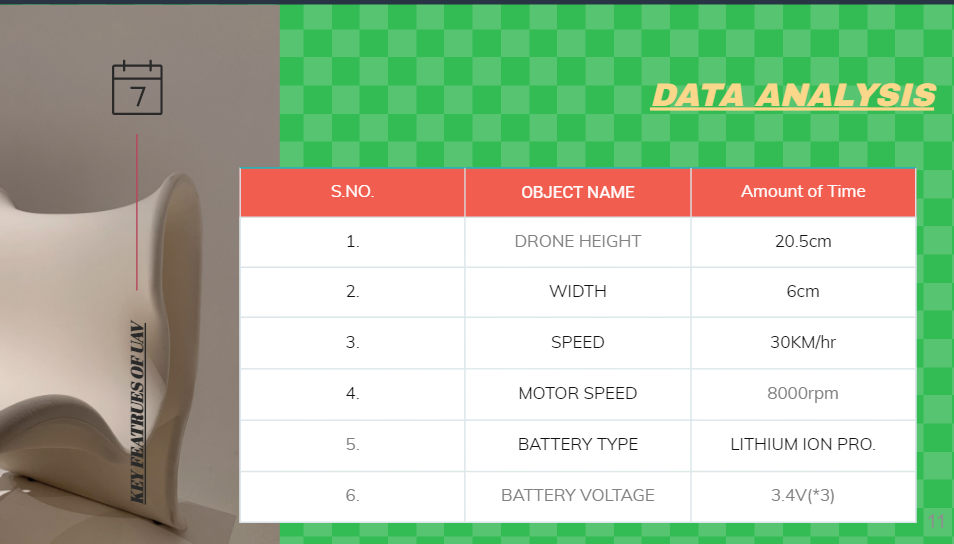 7
DATA ANALYSIS
KEY FEATRUES OF UAV
S.NO. OBJECT NAME Amount of Time
1. DRONE HEIGHT 20.5cm
2. WIDTH 6cm
3. SPEED 30KM/hr
4. MOTOR SPEED 8000rpm
5. BATTERY TYPE LITHIUM ION PRO.
6. BATTERY VOLTAGE 3.4V(*3)
11